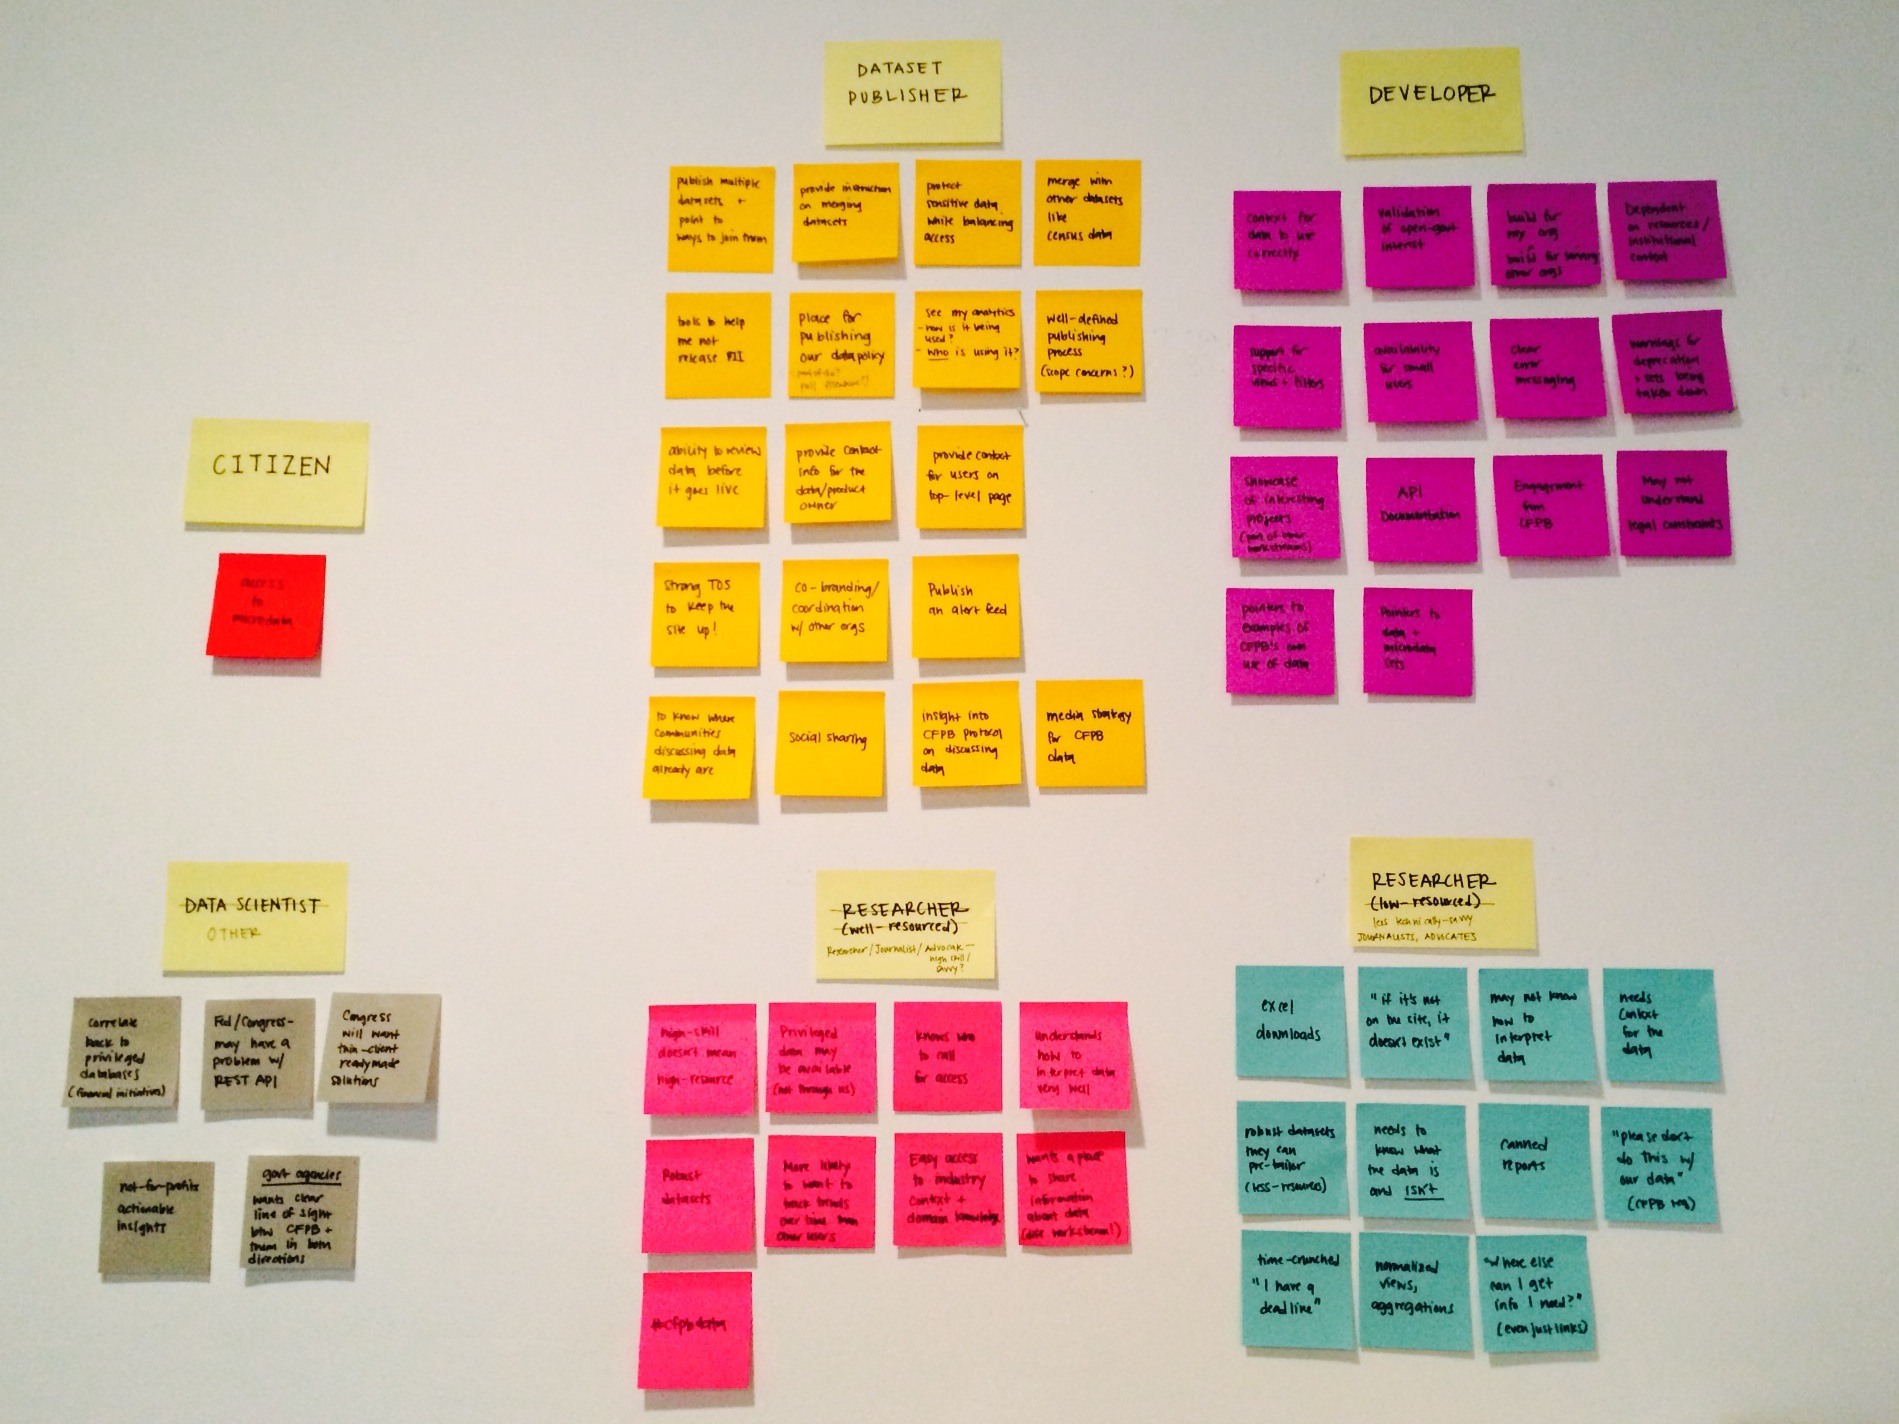 DATASET
PUBLISHER
publish multiple
datasets +
point to
ways to join them
provide instruction
on merging
datasets
protect
sensitive data
while balancing
access
merge with
other datasets
like
census data
tools to help
me not
release PII
place for
publishing
our data policy
see my analytics
- how is it being
used?
- who is using it?
well-defined
publishing
process
(scope concerns?)
ability to review
data before
it goes live
provide contact
info for the
data/product
owner
provide contact
for users on
top-level page
strong TOS
to keep the
site up!
co-branding/
coordination
w/ other orgs
Publish
an alert feed
to know where
communities
discussing data
already are
social sharing
insight into
CFPB protocol
on discussing
data
media strategy
for CFPB
data
DEVELOPER
context for
data to use
correctly
validation
of open-govt
interest
build for
my org
build for serving
other orgs
Dependent
on resources/
institutional
context
support for
specific
views + filters
availability
for small
users
clear
error
messaging
warnings for
deprecation
+ sets being
taken down
showcase
of interesting
projects
(part of other
workstreams)
API
Documentation
Engagement
from
CFPB
May not
understand
legal constraints
pointers to
examples of
CFPB's own
use of data
Pointers to
data +
microdata
sets
CITIZEN
access
to
microdata
DATA SCIENTIST
OTHER
correlate
back to
privileged
databases
(financial initiatives)
Fed/Congress-
may have a
problem w/
REST API
Congress
will want
thin-client
readymade
solutions
not-for-profits
actionable
insights
govt agencies
wants clear
line of sight
btw CFPB +
them in both
directions
RESEARCHER
(well-resourced)
Researcher/Journalist/Advocate-
high skill/
savvy?
high-skill
doesn't mean
high-resource
Privileged
data may
be available
(not through us)
knows who
to call
for access
understands
how to
interpret data
very well
Robust
datasets
More likely
to want to
track trends
over time than
other users
Easy access
to industry
context +
domain knowledge
wants a place
to share
information
about data
(diff workstream!)
#cfpbdata
RESEARCHER
(low-resourced)
less technically-savvy
JOURNALISTS, ADVOCATES
excel
downloads
"if it's not
on the site, it
doesn't exist"
may not know
how to
interpret
data
needs
context
for the
data
robust datasets
they can
pre-tailor
(less-resources)
needs to
know what
the data is
and isn't
canned
reports
"please don't
do this w/
our data"
(CFPB req)
time-crunched
"I have a
deadline"
normalized
views,
aggregations
"Where else
can I get
info I need?"
(even just links)